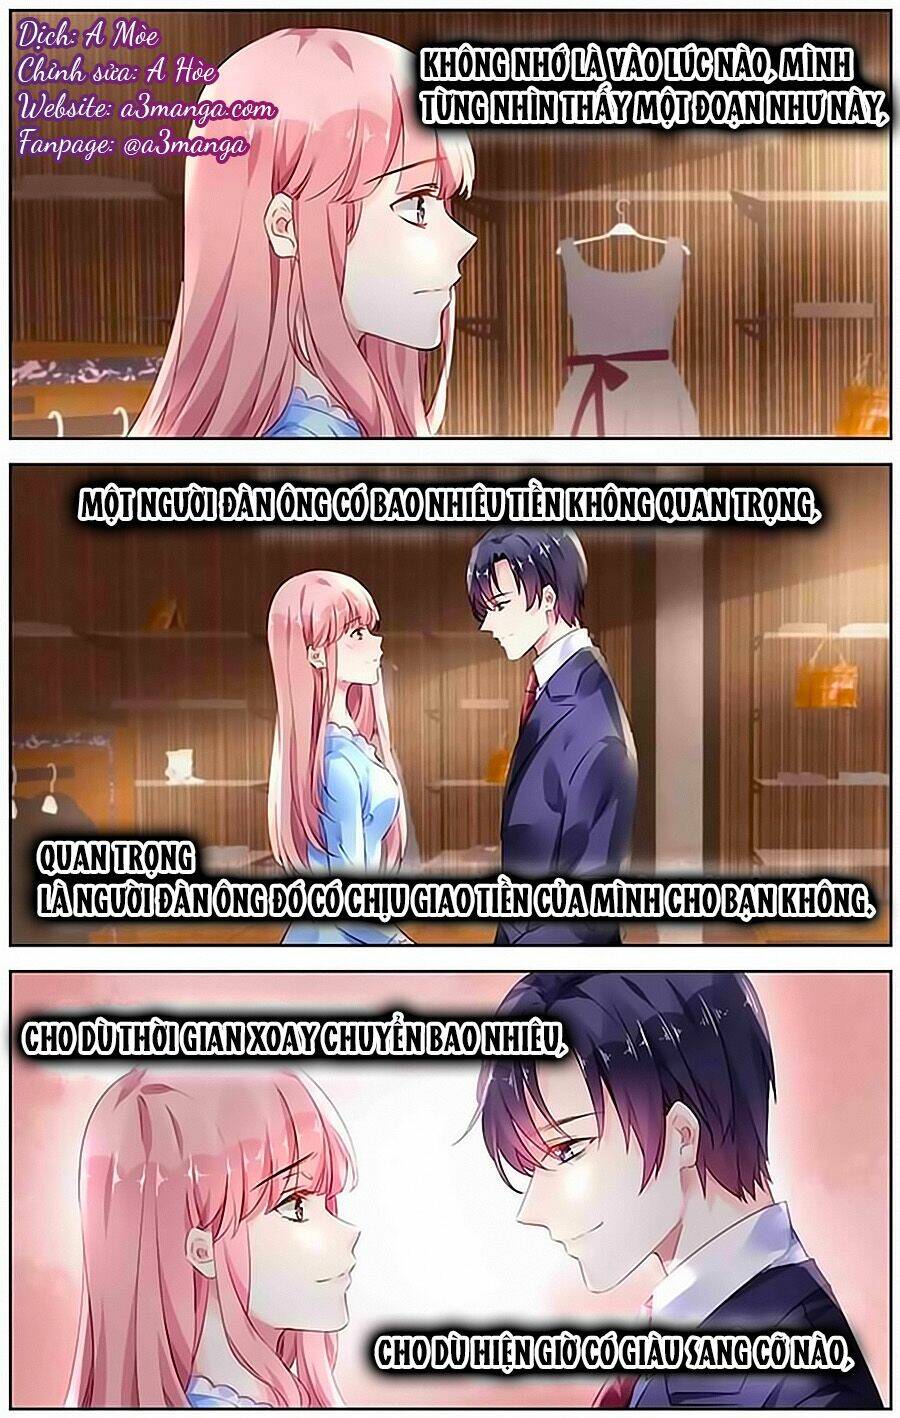 Dịch: A Mòe
Chỉnh sửa: A Hòe
Website: a3manga.com
Fanpage: @a3manga
KHÔNG NHỚ LÀ VÀO LÚC NÀO, MÌNH
TỪNG NHÌN THẤY MỘT ĐOẠN NHƯ NÀY,
MỘT NGƯỜI ĐÀN ÔNG CÓ BAO NHIÊU TIỀN KHÔNG QUAN TRỌNG,
QUAN TRỌNG
LÀ NGƯỜI ĐÀN ÔNG ĐÓ CÓ CHỊU GIAO TIỀN CỦA MÌNH CHO BẠN KHÔNG.
CHO DÙ THỜI GIAN XOAY CHUYỂN BAO NHIÊU,
CHO DÙ HIỆN GIỜ CÓ GIÀU SANG CỠ NÀO,